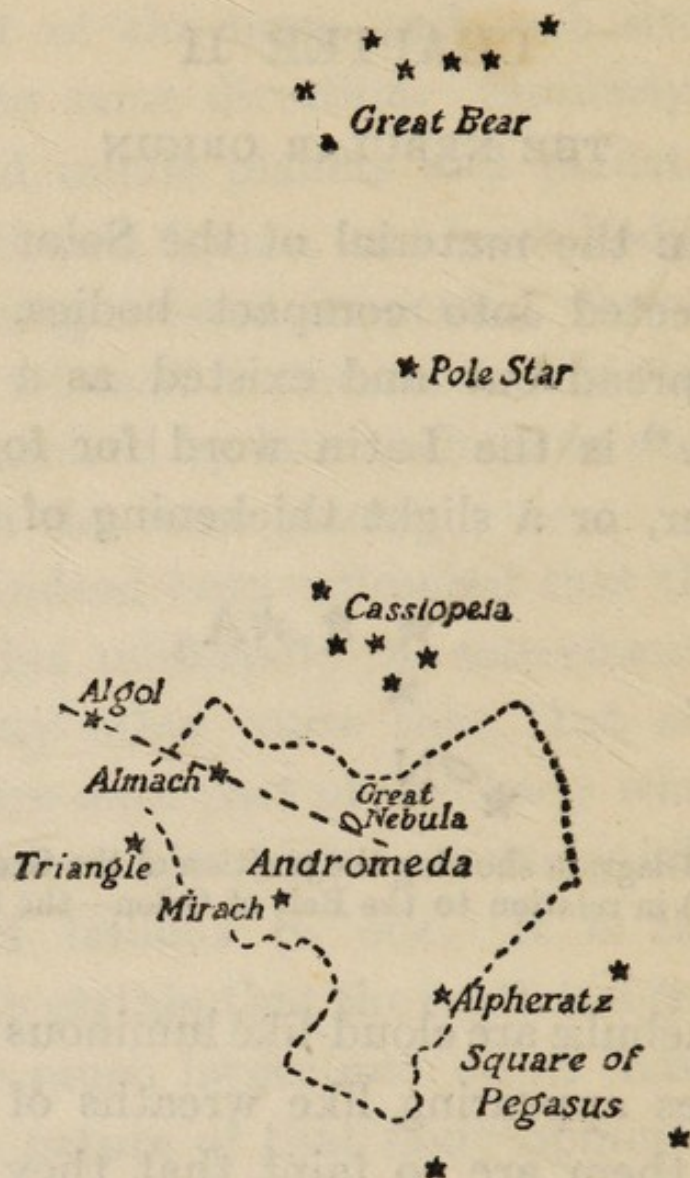 Great Bear
Pole Star
Cassiopeia
Algol
Almach
Great
Nebula
Triangle
Andromeda
Mirach
Alpheratz
Square of
Pegasus